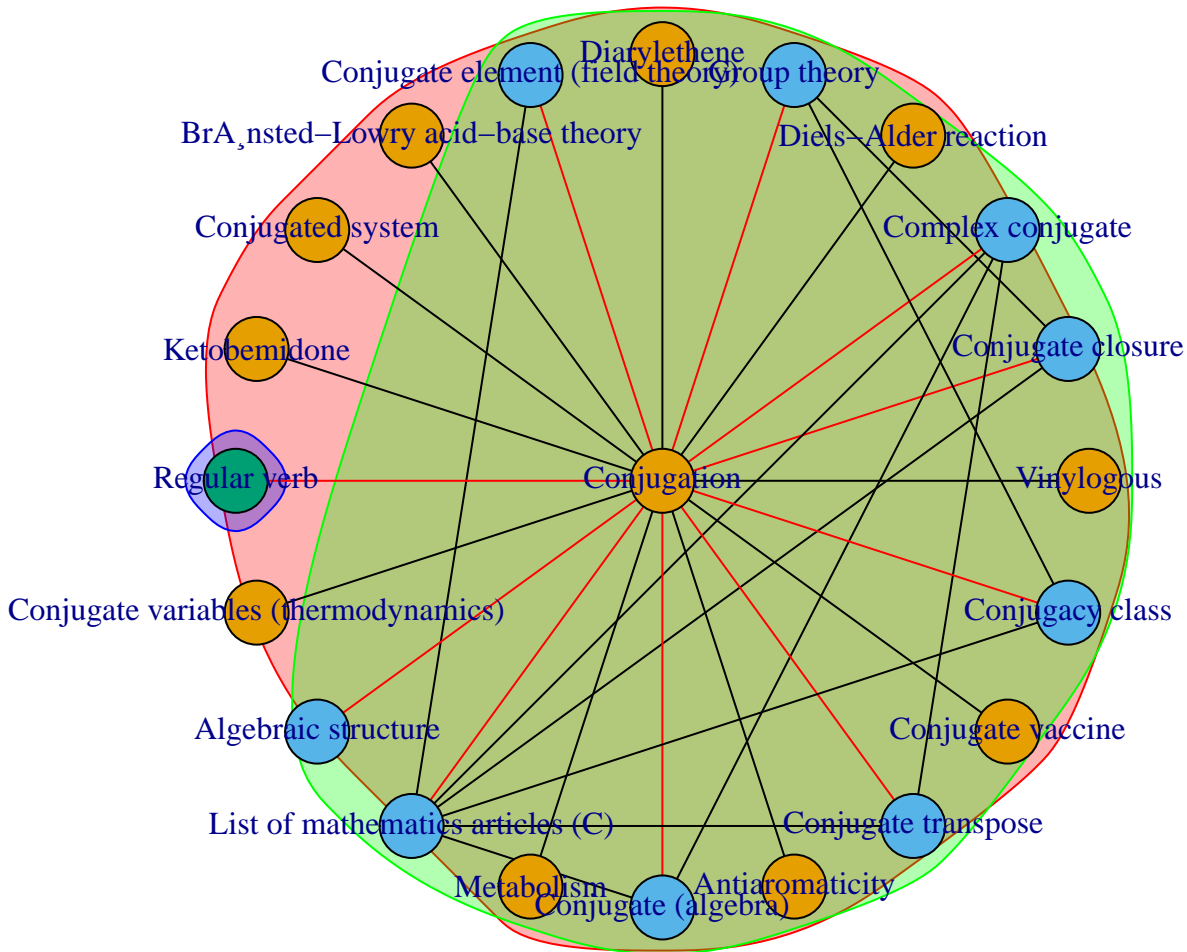 Diarylethene
Conjugate element (field theory)
Group theory
BrA¸nsted−Lowry acid−base theory
Diels−Alder reaction
Conjugated system
Complex conjugate
Ketobemidone
Conjugate closure
Regular verb
Conjugation
Vinylogous
Conjugate variables (thermodynamics)
Conjugacy class
Algebraic structure
Conjugate vaccine
List of mathematics articles (C)
Conjugate transpose
Metabolism
Antiaromaticity
Conjugate (algebra)